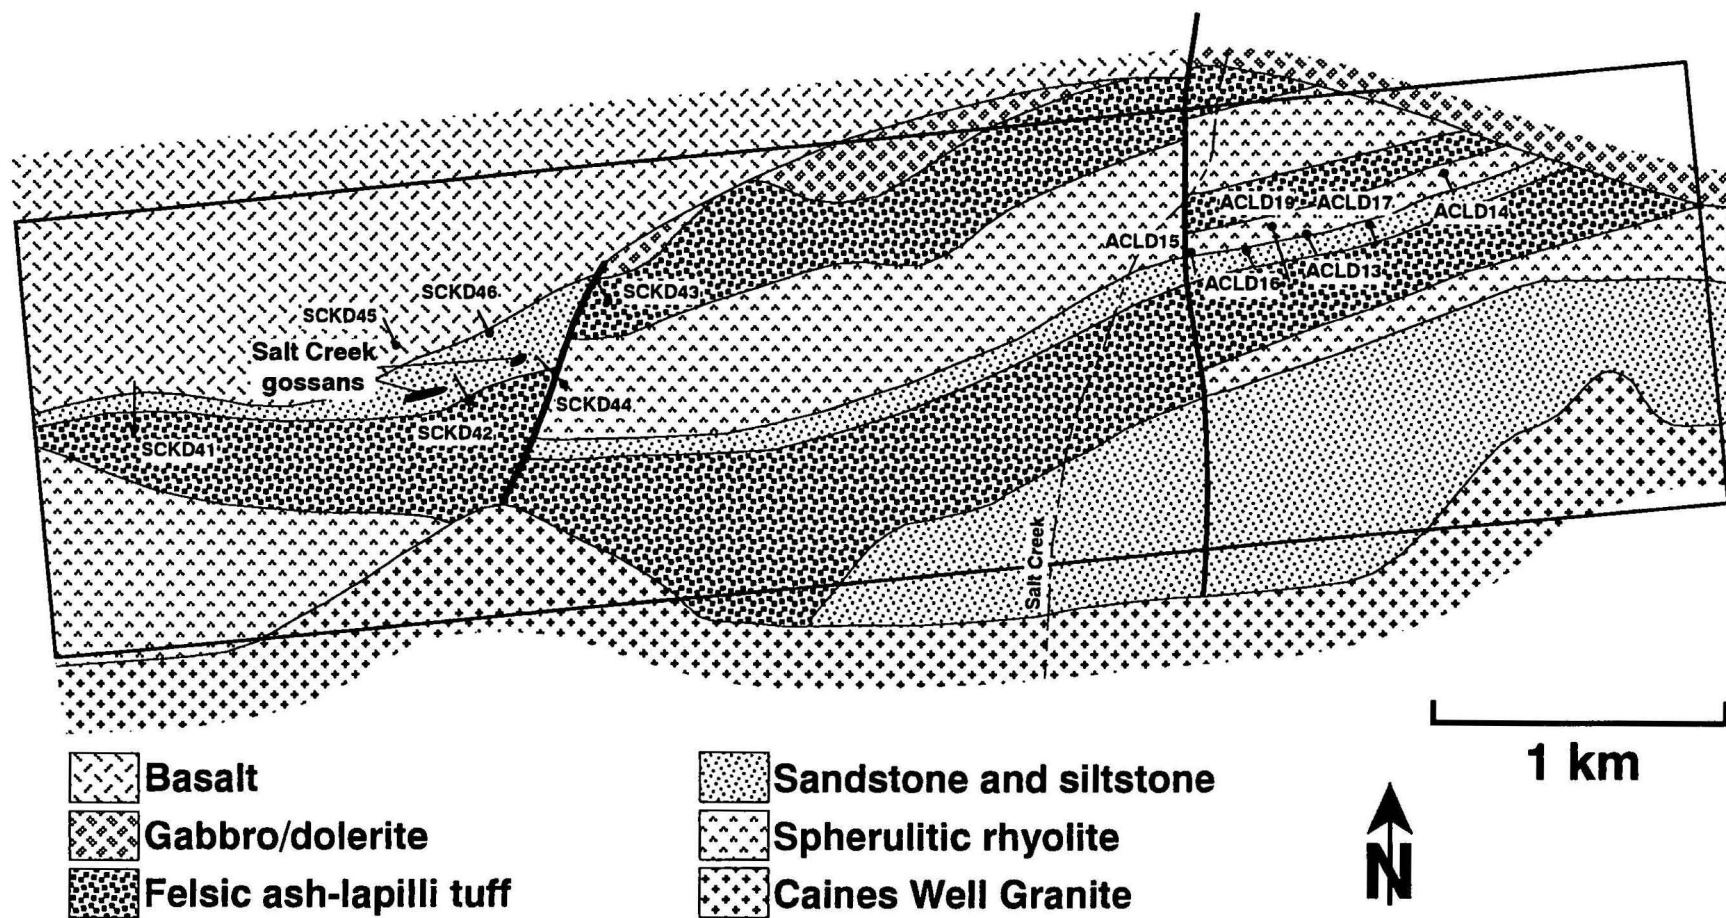 ACLD19
ACLD17
ACLD14
ACLD15
ACLD16
ACLD13
SCKD43
SCKD46
SCKD45
Salt Creek
gossans
SCKD44
SCKD42
SCKD41
Salt Creek
1 km
Basalt
Gabbro/dolerite
Felsic ash-lapilli tuff
Sandstone and siltstone
Spherulitic rhyolite
Caines Well Granite
N